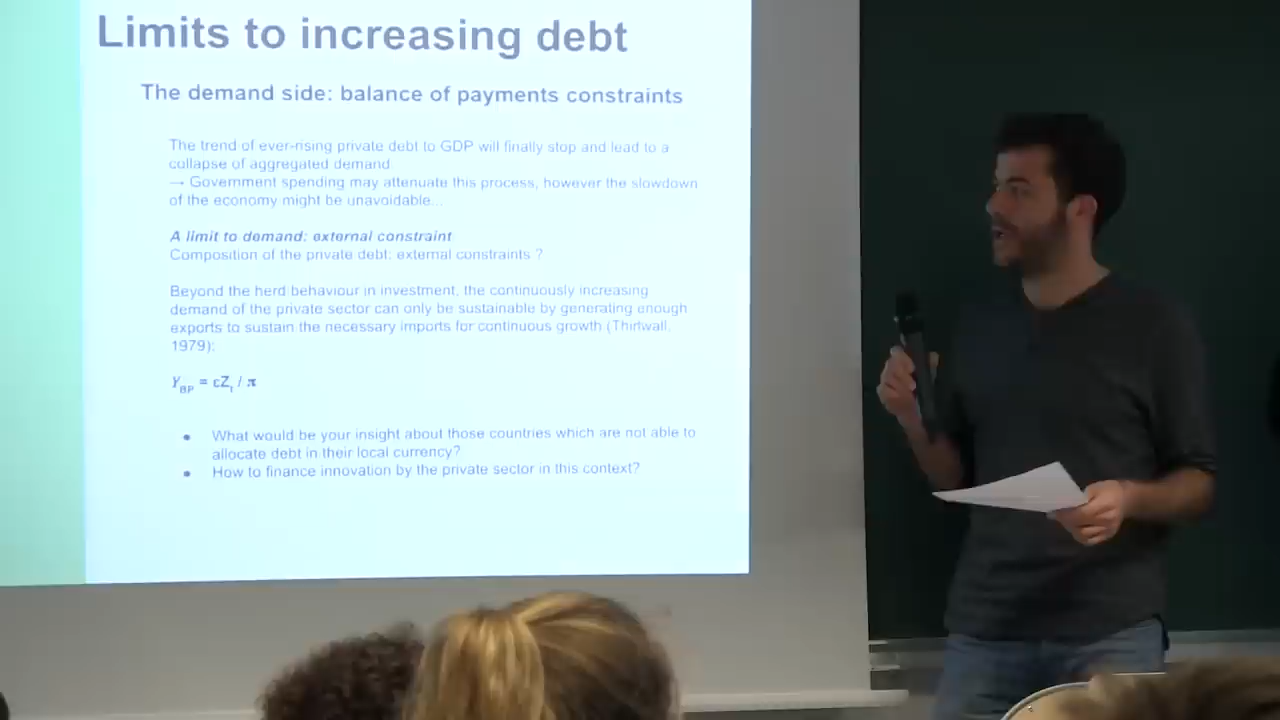 Limits to increasing debt
The demand side: balance of payments constraints
The trend of ever-rising private debt to GDP will finally stop and lead to a
collapse of aggregated demand.
→ Government spending may attenuate this process, however the slowdown
of the economy might be unavoidable...
A limit to demand: external constraint
Composition of the private debt: external constraints ?
Beyond the herd behaviour in investment, the continuously increasing
demand of the private sector can only be sustainable by generating enough
exports to sustain the necessary imports for continuous growth (Thirlwall,
1979):
Y_BP = εZ_t / π
• What would be your insight about those countries which are not able to
allocate debt in their local currency?
• How to finance innovation by the private sector in this context?